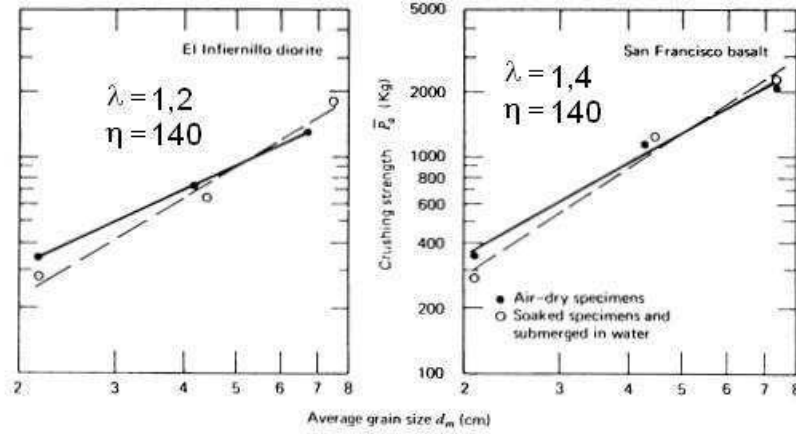 El Infiernillo diorite
λ = 1,2
η = 140
2
3
4
5
6
7
8
Crushing strength P̄a (Kg)
5000
2000
1000
800
600
400
200
100
San Francisco basalt
λ = 1,4
η = 140
Air-dry specimens
Soaked specimens and
submerged in water
2
3
4
5
6
7
8
Average grain size dm (cm)